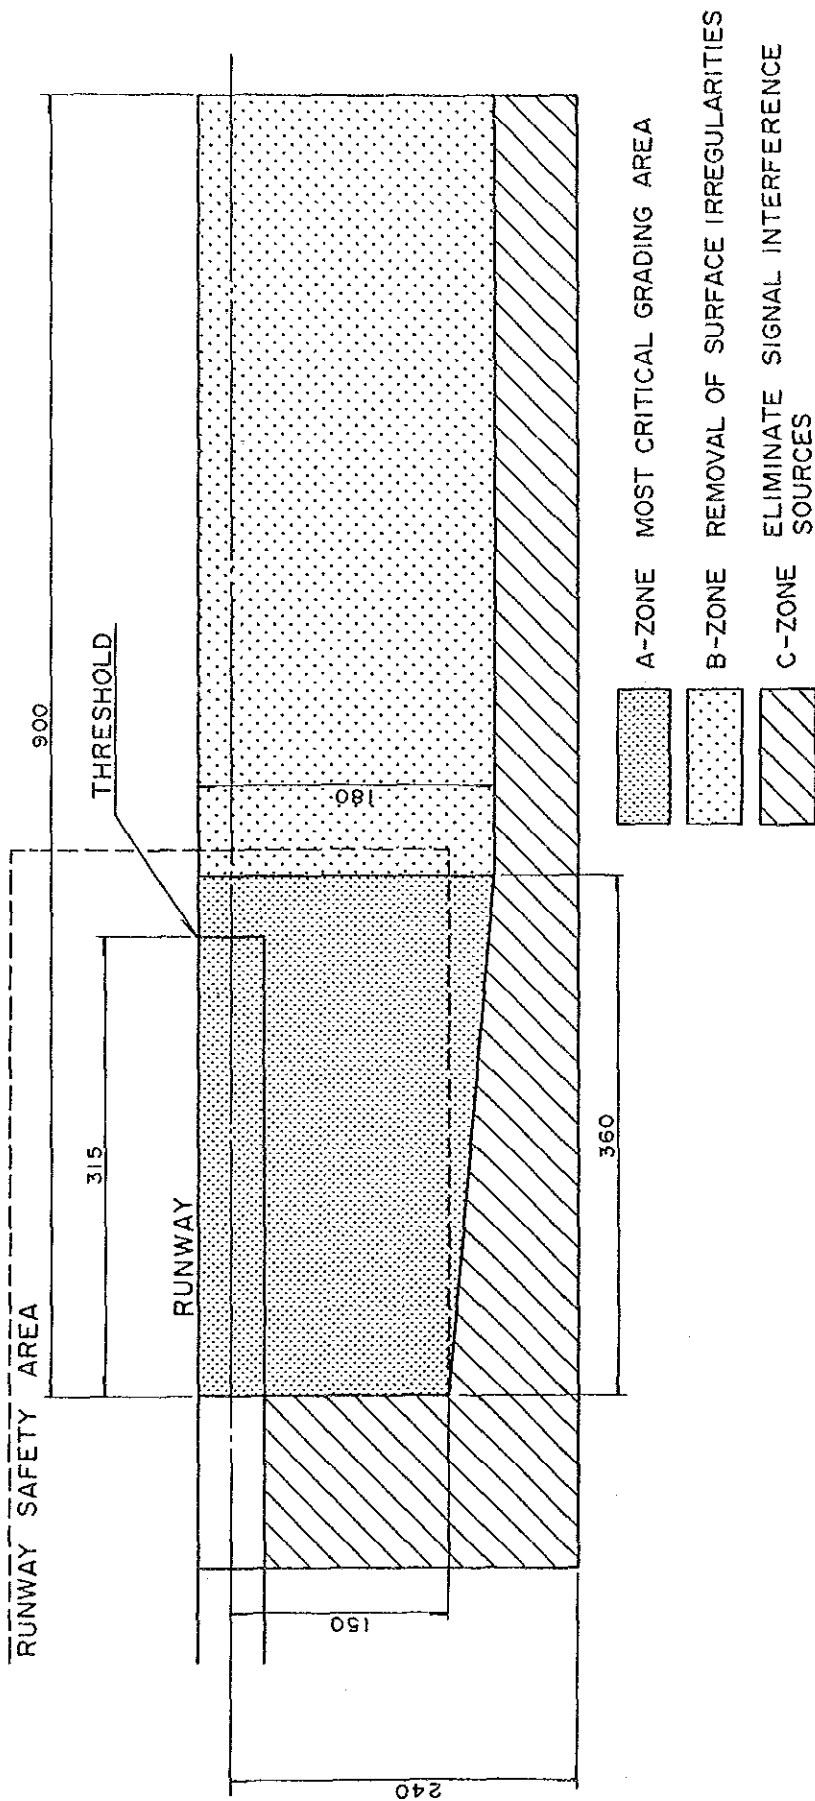 RUNWAY SAFETY AREA
900
THRESHOLD
315
RUNWAY
180
150
240
360
A-ZONE MOST CRITICAL GRADING AREA
B-ZONE REMOVAL OF SURFACE IRREGULARITIES
C-ZONE ELIMINATE SIGNAL INTERFERENCE
SOURCES